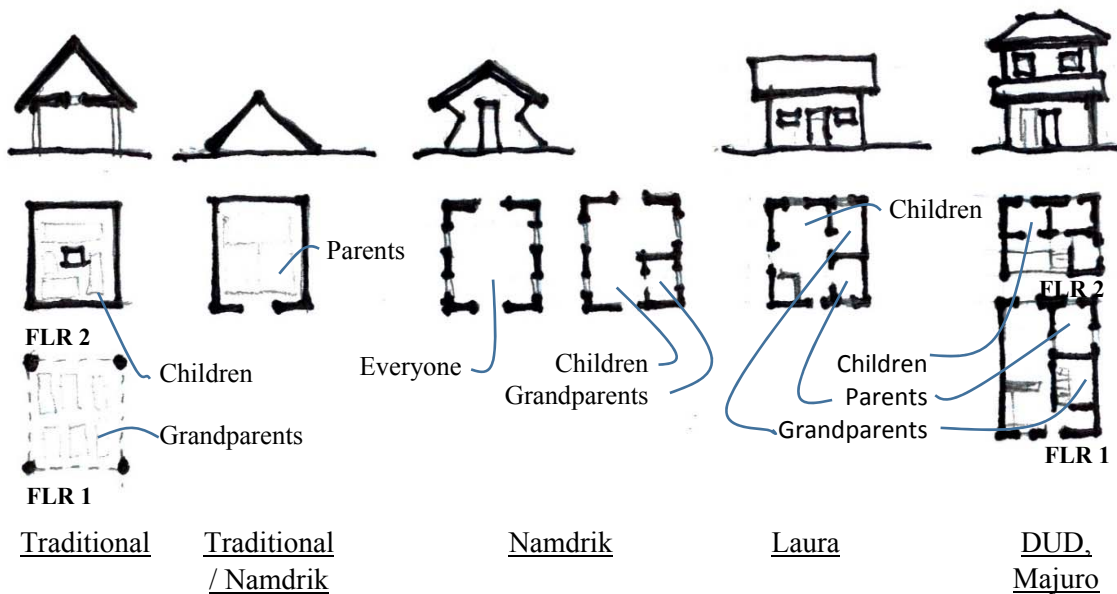 Children
Parents
FLR 2
FLR 2
Everyone
Children
Children
Children
Grandparents
Parents
Grandparents
Grandparents
FLR 1
FLR 1
Traditional
Traditional
/ Namdrik
Namdrik
Laura
DUD,
Majuro